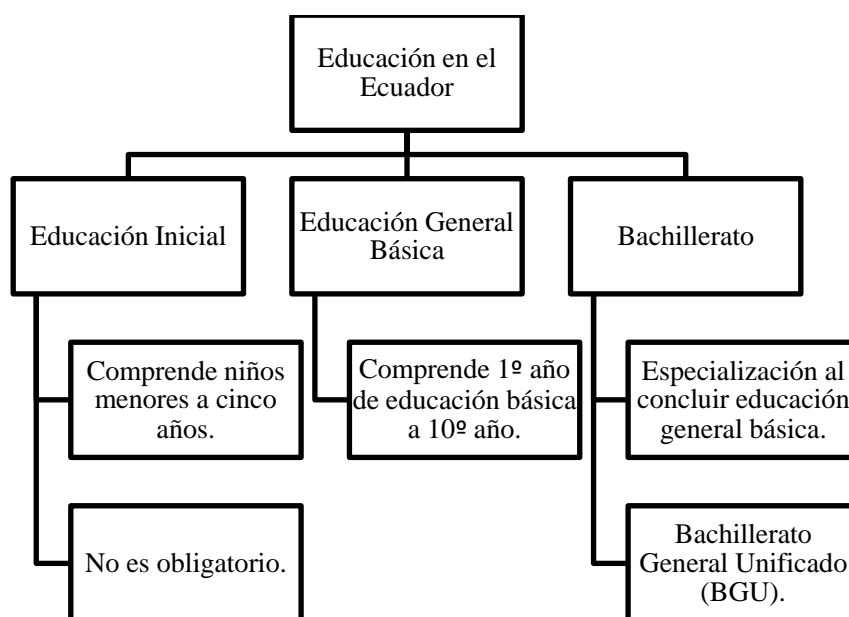 Educación en el
Ecuador
Educación Inicial
Educación General
Básica
Bachillerato
Comprende niños
menores a cinco
años.
Comprende 1º año
de educación básica
a 10º año.
Especialización al
concluir educación
general básica.
No es obligatorio.
Bachillerato
General Unificado
(BGU).